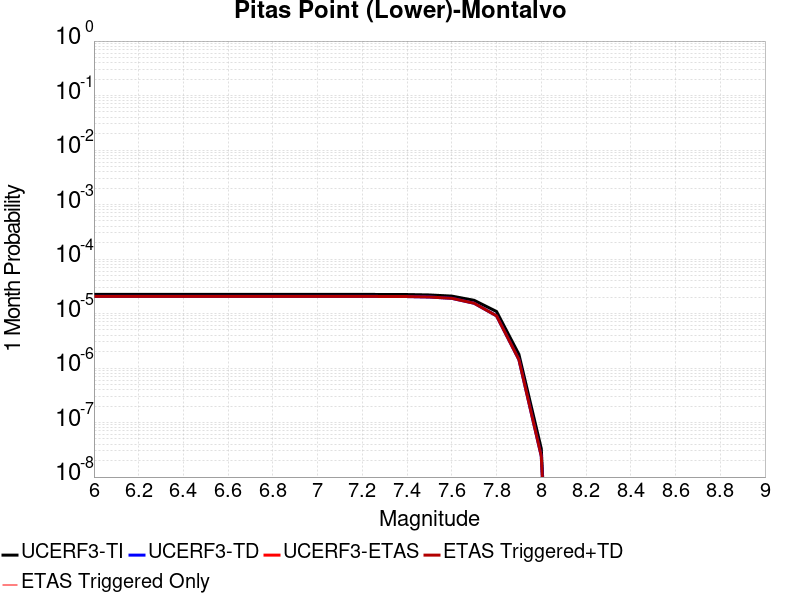 Pitas Point (Lower)-Montalvo
10^0
10^-1
10^-2
10^-3
10^-4
10^-5
10^-6
10^-7
10^-8
1 Month Probability
6 6.2 6.4 6.6 6.8 7 7.2 7.4 7.6 7.8 8 8.2 8.4 8.6 8.8 9
Magnitude
UCERF3-TI UCERF3-TD UCERF3-ETAS ETAS Triggered+TD
ETAS Triggered Only